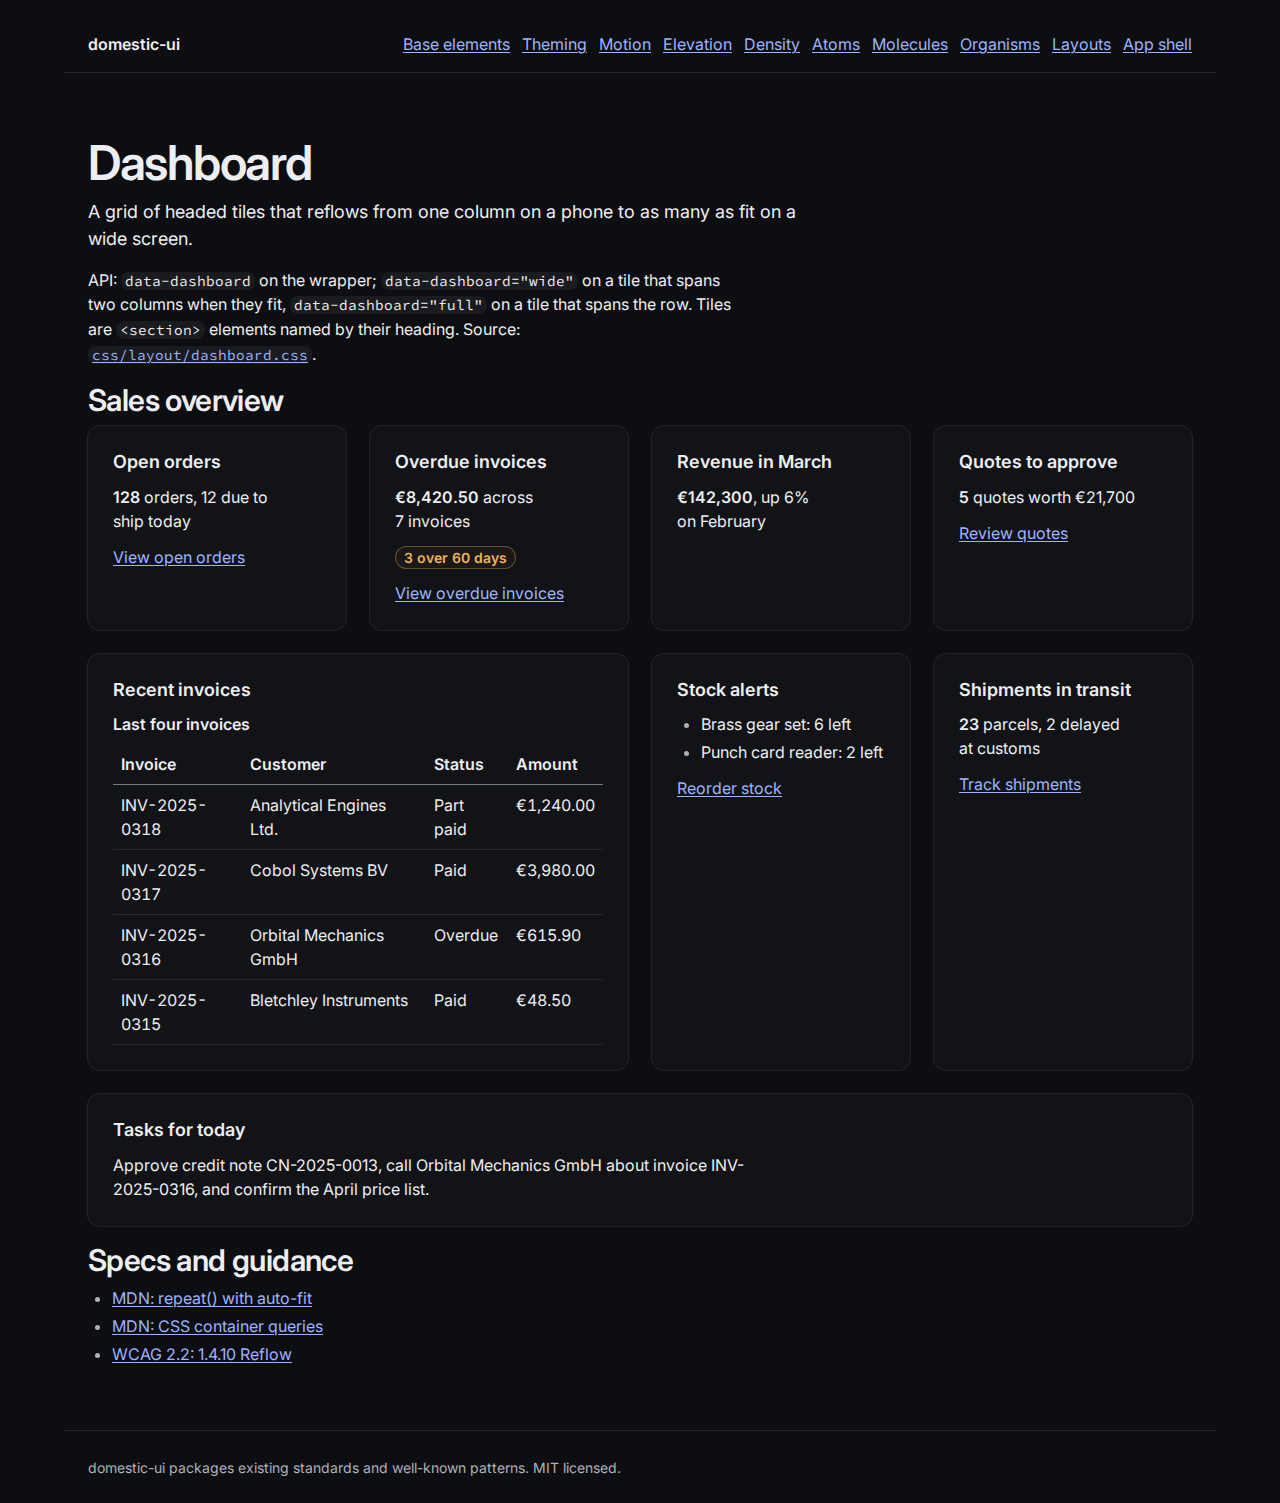 domestic-ui
Base elements Theming Motion Elevation Density Atoms Molecules Organisms Layouts App shell
Dashboard
A grid of headed tiles that reflows from one column on a phone to as many as fit on a
wide screen.
API: data-dashboard on the wrapper; data-dashboard="wide" on a tile that spans
two columns when they fit, data-dashboard="full" on a tile that spans the row. Tiles
are <section> elements named by their heading. Source:
css/layout/dashboard.css.
Sales overview
Open orders
128 orders, 12 due to
ship today
View open orders
Overdue invoices
€8,420.50 across
7 invoices
3 over 60 days
View overdue invoices
Revenue in March
€142,300, up 6%
on February
Quotes to approve
5 quotes worth €21,700
Review quotes
Recent invoices
Last four invoices
Invoice Customer Status Amount
INV-2025-0318 Analytical Engines Ltd. Part paid €1,240.00
INV-2025-0317 Cobol Systems BV Paid €3,980.00
INV-2025-0316 Orbital Mechanics GmbH Overdue €615.90
INV-2025-0315 Bletchley Instruments Paid €48.50
Stock alerts
Brass gear set: 6 left
Punch card reader: 2 left
Reorder stock
Shipments in transit
23 parcels, 2 delayed
at customs
Track shipments
Tasks for today
Approve credit note CN-2025-0013, call Orbital Mechanics GmbH about invoice INV-
2025-0316, and confirm the April price list.
Specs and guidance
MDN: repeat() with auto-fit
MDN: CSS container queries
WCAG 2.2: 1.4.10 Reflow
domestic-ui packages existing standards and well-known patterns. MIT licensed.